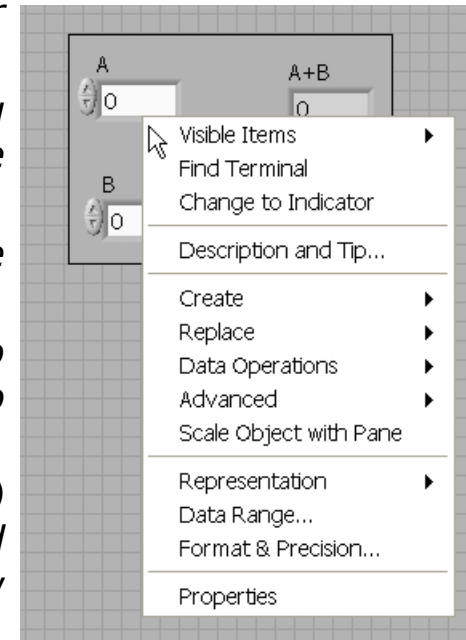 A
A+B
0
0
B
0
Visible Items
Find Terminal
Change to Indicator
Description and Tip...
Create
Replace
Data Operations
Advanced
Scale Object with Pane
Representation
Data Range...
Format & Precision...
Properties